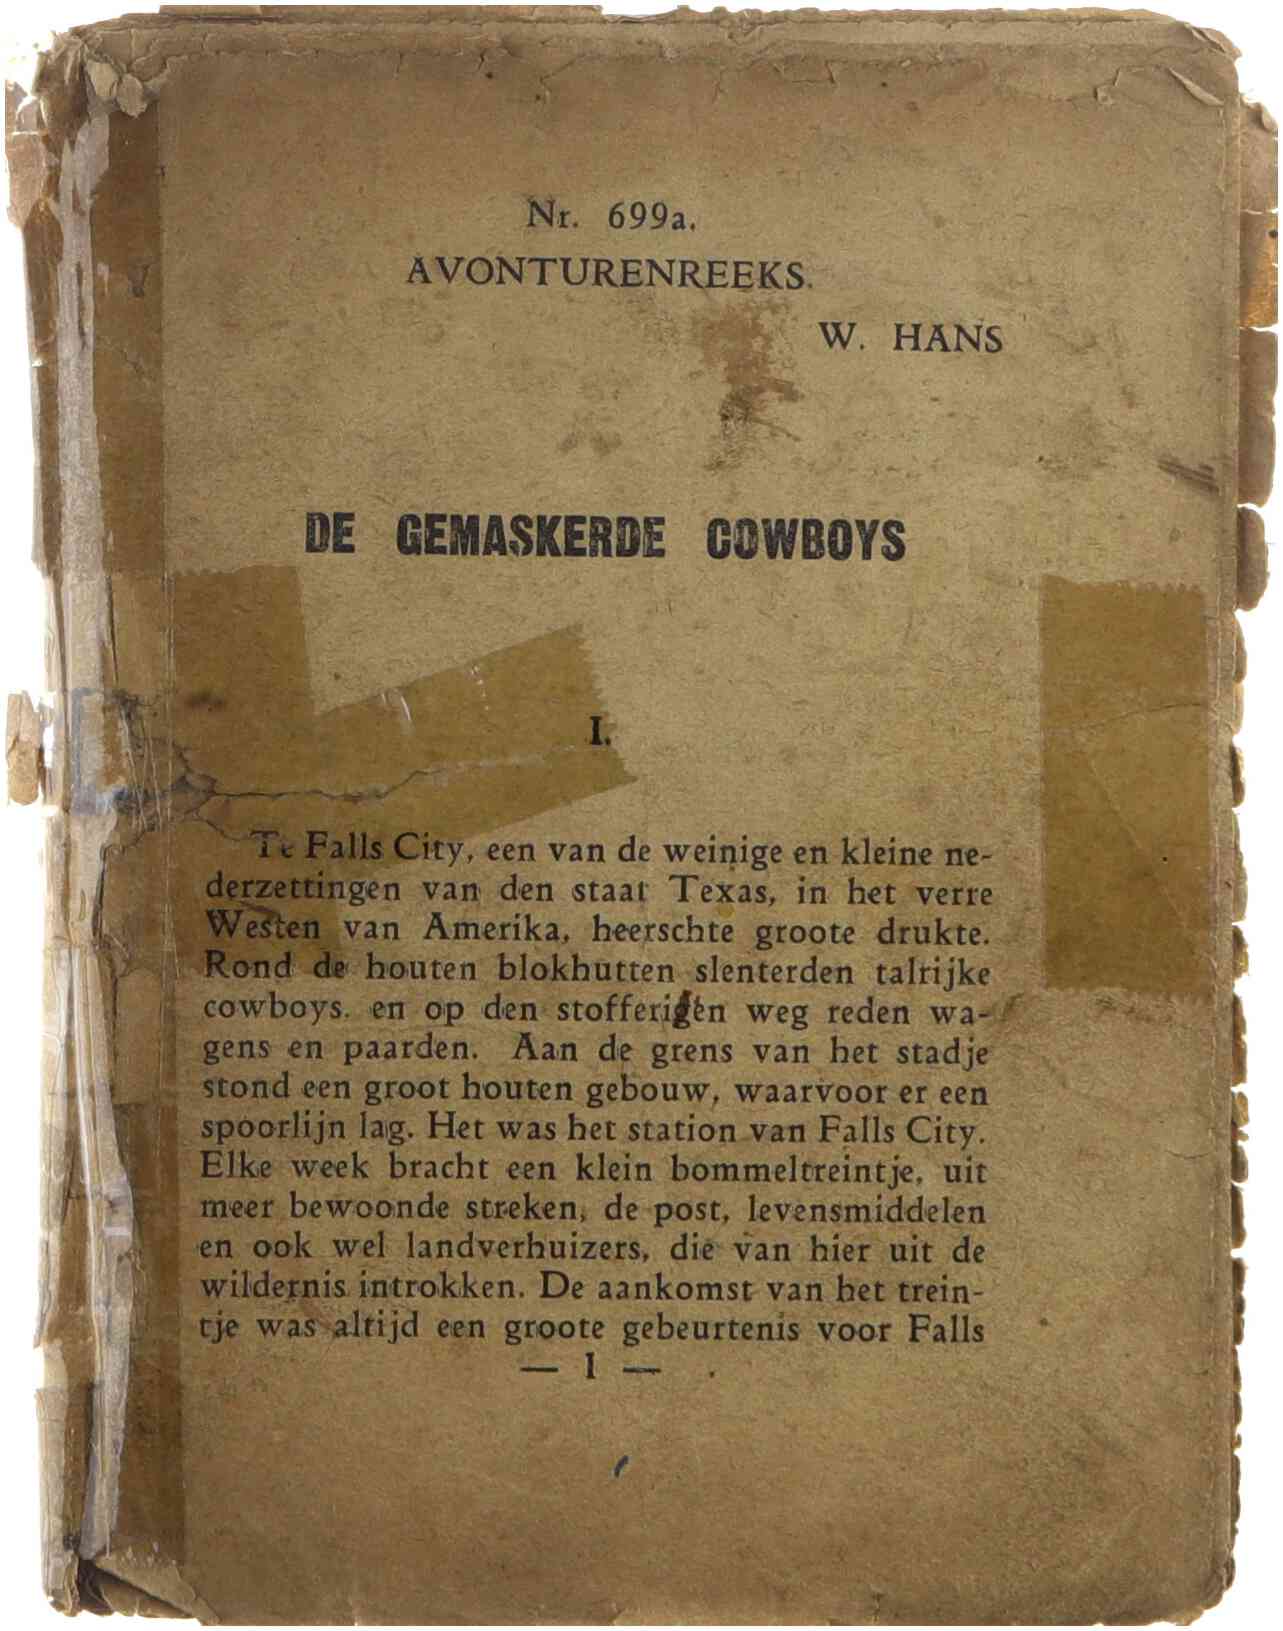 Nr. 699a.
AVONTURENREEKS.
W. HANS
DE GEMASKERDE COWBOYS
I.
Te Falls City, een van de weinige en kleine ne-
derzettingen van den staat Texas, in het verre
Westen van Amerika, heerschte groote drukte.
Rond de houten blokhutten slenterden talrijke
cowboys. en op den stofferigen weg reden wa-
gens en paarden. Aan de grens van het stadje
stond een groot houten gebouw, waarvoor er een
spoorlijn lag. Het was het station van Falls City.
Elke week bracht een klein bommeltreintje, uit
meer bewoonde streken, de post, levensmiddelen
en ook wel landverhuizers, die van hier uit de
wildernis introkken. De aankomst van het trein-
tje was altijd een groote gebeurtenis voor Falls
— 1 —